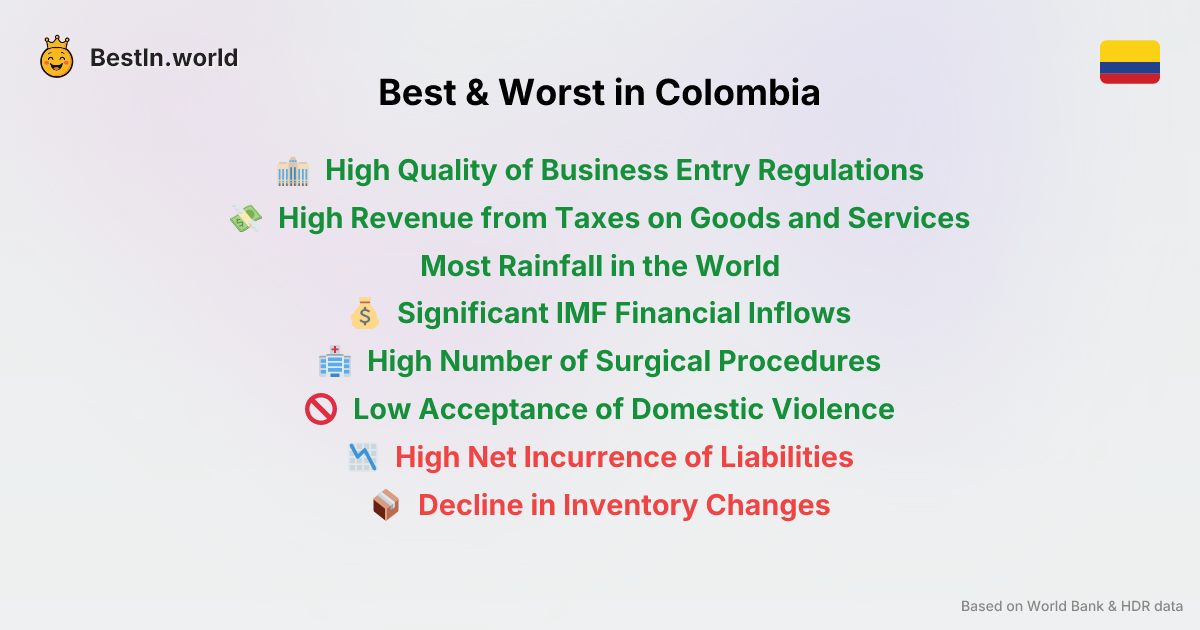 BestIn.world
Best & Worst in Colombia
High Quality of Business Entry Regulations
High Revenue from Taxes on Goods and Services
Most Rainfall in the World
Significant IMF Financial Inflows
High Number of Surgical Procedures
Low Acceptance of Domestic Violence
High Net Incurrence of Liabilities
Decline in Inventory Changes
Based on World Bank & HDR data